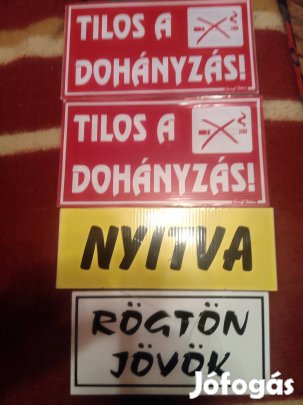 TILOS A
DOHÁNYZÁS!
TILOS A
DOHÁNYZÁS!
NYITVA
RÖGTÖN
JÖVÖK
Jófogás